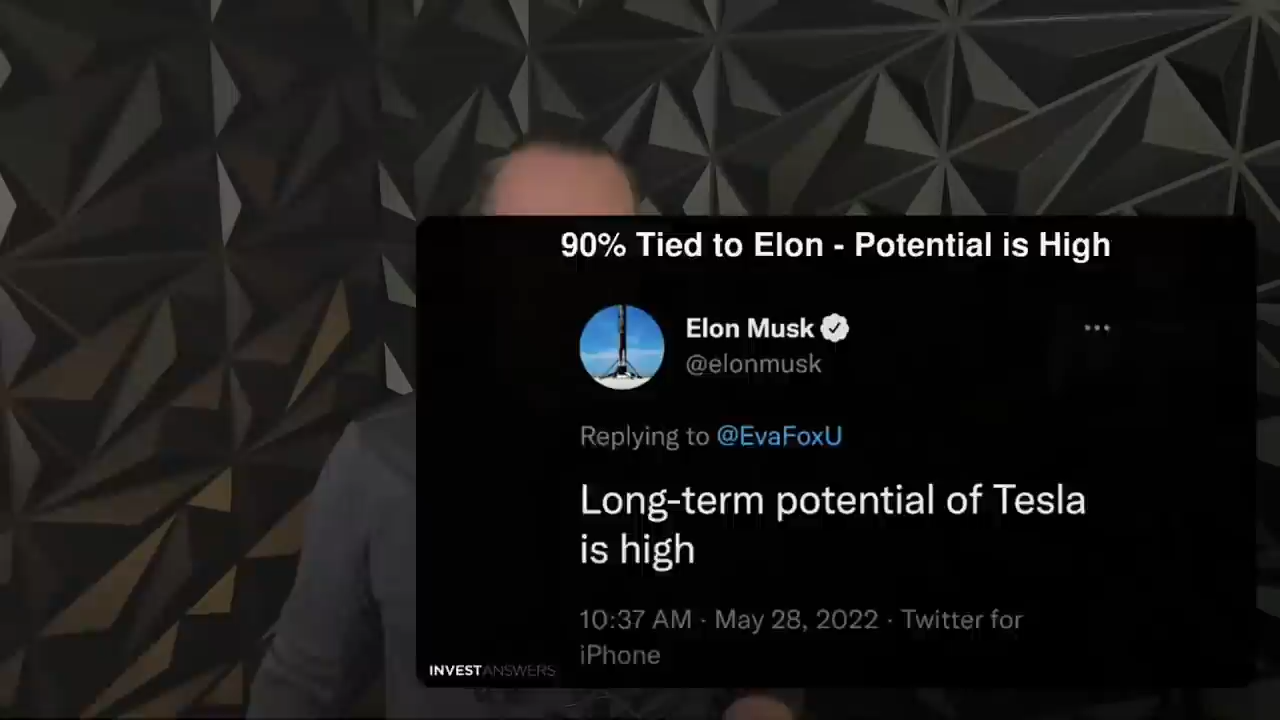 90% Tied to Elon - Potential is High
Elon Musk
@elonmusk
Replying to @EvaFoxU
Long-term potential of Tesla
is high
10:37 AM · May 28, 2022 · Twitter for
iPhone
INVESTANSWERS